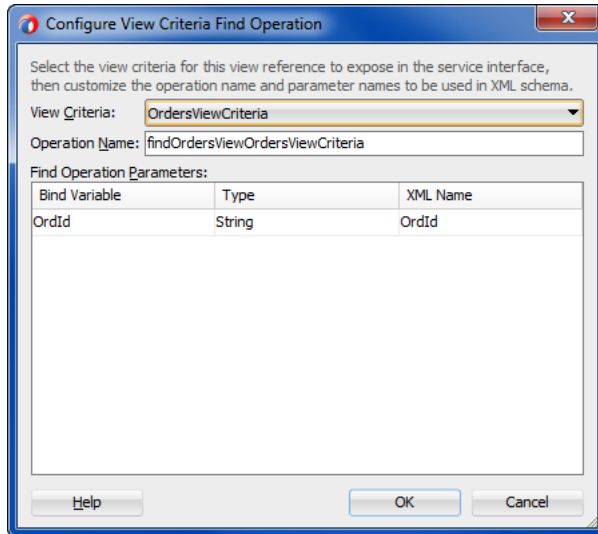 Configure View Criteria Find Operation
Select the view criteria for this view reference to expose in the service interface,
then customize the operation name and parameter names to be used in XML schema.
View Criteria: OrdersViewCriteria
Operation Name: findOrdersViewOrdersViewCriteria
Find Operation Parameters:
Bind Variable Type XML Name
OrdId String OrdId
Help OK Cancel